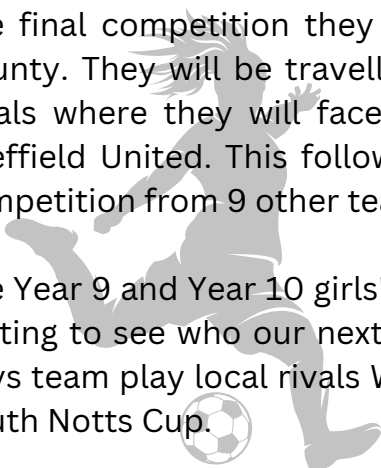 e final competition they
unty. They will be travell
als where they will face
effield United. This follow
mpetition from 9 other tea
e Year 9 and Year 10 girls'
ting to see who our next
ys team play local rivals W
uth Notts Cup.